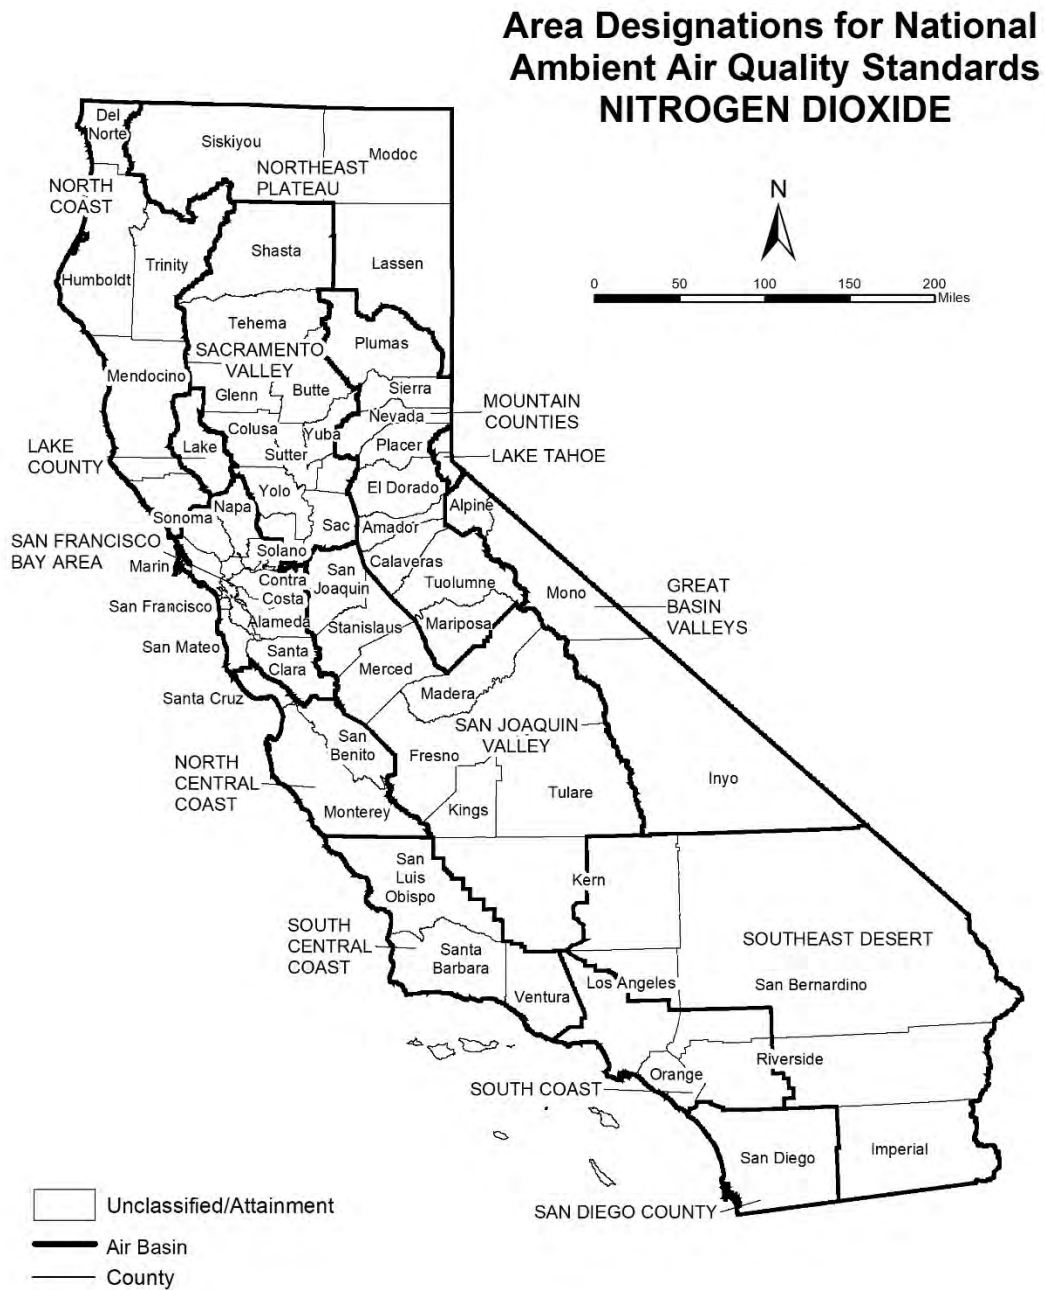 Area Designations for National
Ambient Air Quality Standards
NITROGEN DIOXIDE
N
0 50 100 150 200
Miles
Del
Norte
Siskiyou
Modoc
NORTHEAST
PLATEAU
NORTH
COAST
Shasta
Lassen
Trinity
Humboldt
Tehema
Plumas
SACRAMENTO
VALLEY
Mendocino
Glenn
Butte
Sierra
MOUNTAIN
COUNTIES
Nevada
Colusa
Yuba
Placer
LAKE
COUNTY
Lake
Sutter
LAKE TAHOE
El Dorado
Yolo
Napa
Alpine
Sonoma
Sac
Amador
SAN FRANCISCO
BAY AREA
Solano
Marin
Calaveras
San
Joaquin
Contra
Costa
Tuolumne
Mono
GREAT
BASIN
VALLEYS
San Francisco
Alameda
Stanislaus
Mariposa
San Mateo
Santa
Clara
Merced
Santa Cruz
Madera
SAN JOAQUIN
VALLEY
San
Benito
Fresno
NORTH
CENTRAL
COAST
Inyo
Tulare
Monterey
Kings
San
Luis
Obispo
Kern
SOUTH
CENTRAL
COAST
Santa
Barbara
SOUTHEAST DESERT
Los Angeles
San Bernardino
Ventura
Riverside
Orange
SOUTH COAST
San Diego
Imperial
SAN DIEGO COUNTY
Unclassified/Attainment
Air Basin
County